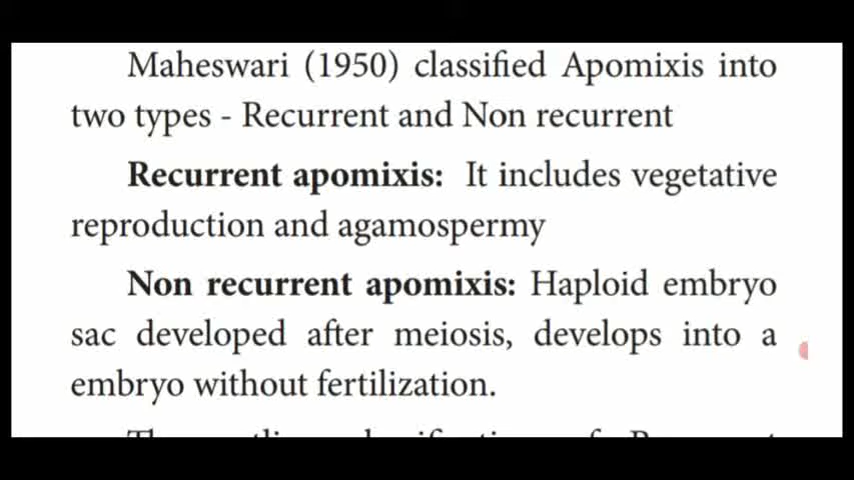 Maheswari (1950) classified Apomixis into
two types - Recurrent and Non recurrent
Recurrent apomixis: It includes vegetative
reproduction and agamospermy
Non recurrent apomixis: Haploid embryo
sac developed after meiosis, develops into a
embryo without fertilization.